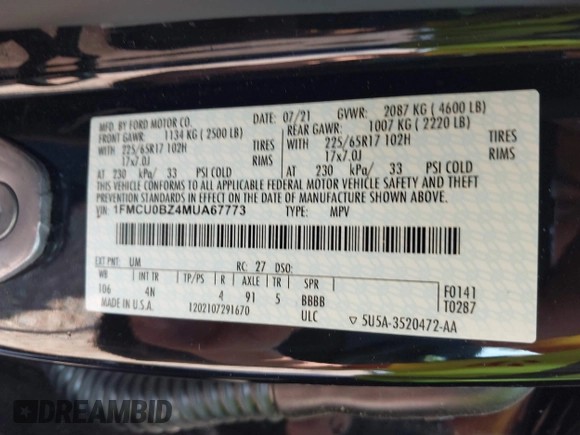 MFD. BY FORD MOTOR CO. DATE: 07/21 GVWR: 2087 KG ( 4600 LB)
FRONT GAWR: 1134 KG ( 2500 LB) REAR GAWR: 1007 KG ( 2220 LB)
WITH 225/65R17 102H TIRES WITH 225/65R17 102H TIRES
17x7.0J RIMS 17x7.0J RIMS
AT 230 kPa/ 33 PSI COLD AT 230 kPa/ 33 PSI COLD
THIS VEHICLE CONFORMS TO ALL APPLICABLE FEDERAL MOTOR VEHICLE SAFETY AND THEFT
PREVENTION STANDARDS IN EFFECT ON THE DATE OF MANUFACTURE SHOWN ABOVE.
VIN: 1FMCU0BZ4MUA67773 TYPE: MPV
EXT PNT: UM RC: 27 DSO:
WB INT TR TP/PS R AXLE TR SPR
106 4N 4 91 5 BBBB
F0141
T0287
MADE IN U.S.A. 1202107291670 ULC
▽ 5U5A-3520472-AA
DREAMBID